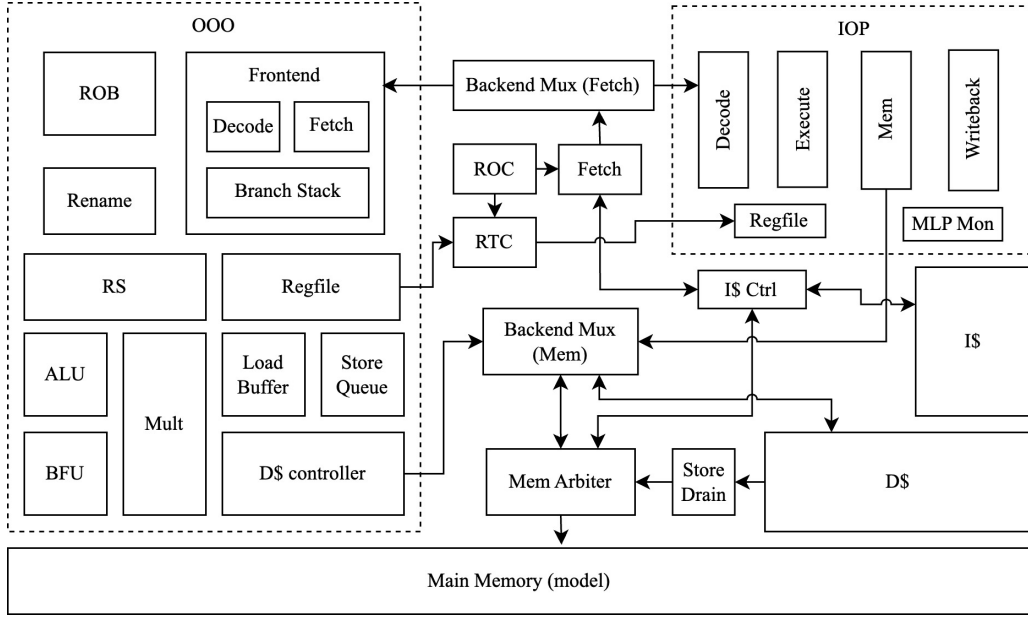 OOO
IOP
ROB
Frontend
Decode
Fetch
Branch Stack
Rename
RS
Regfile
ALU
Mult
Load
Buffer
Store
Queue
BFU
D$ controller
Backend Mux (Fetch)
ROC
Fetch
RTC
Decode
Execute
Mem
Writeback
Regfile
MLP Mon
I$ Ctrl
I$
Backend Mux
(Mem)
Mem Arbiter
Store
Drain
D$
Main Memory (model)